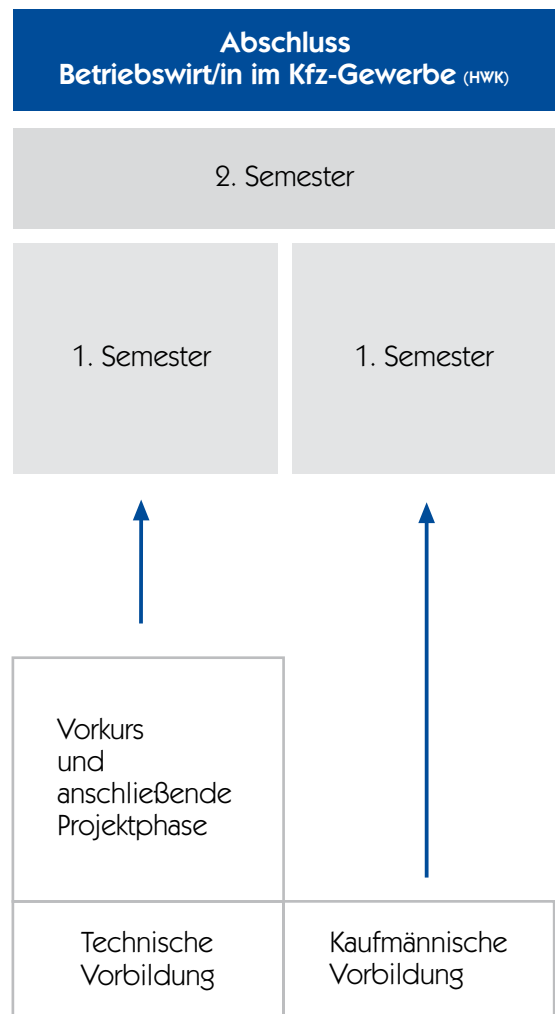 Abschluss
Betriebswirt/in im Kfz-Gewerbe (HWK)
2. Semester
1. Semester
1. Semester
Vorkurs
und
anschließende
Projektphase
Technische
Vorbildung
Kaufmännische
Vorbildung